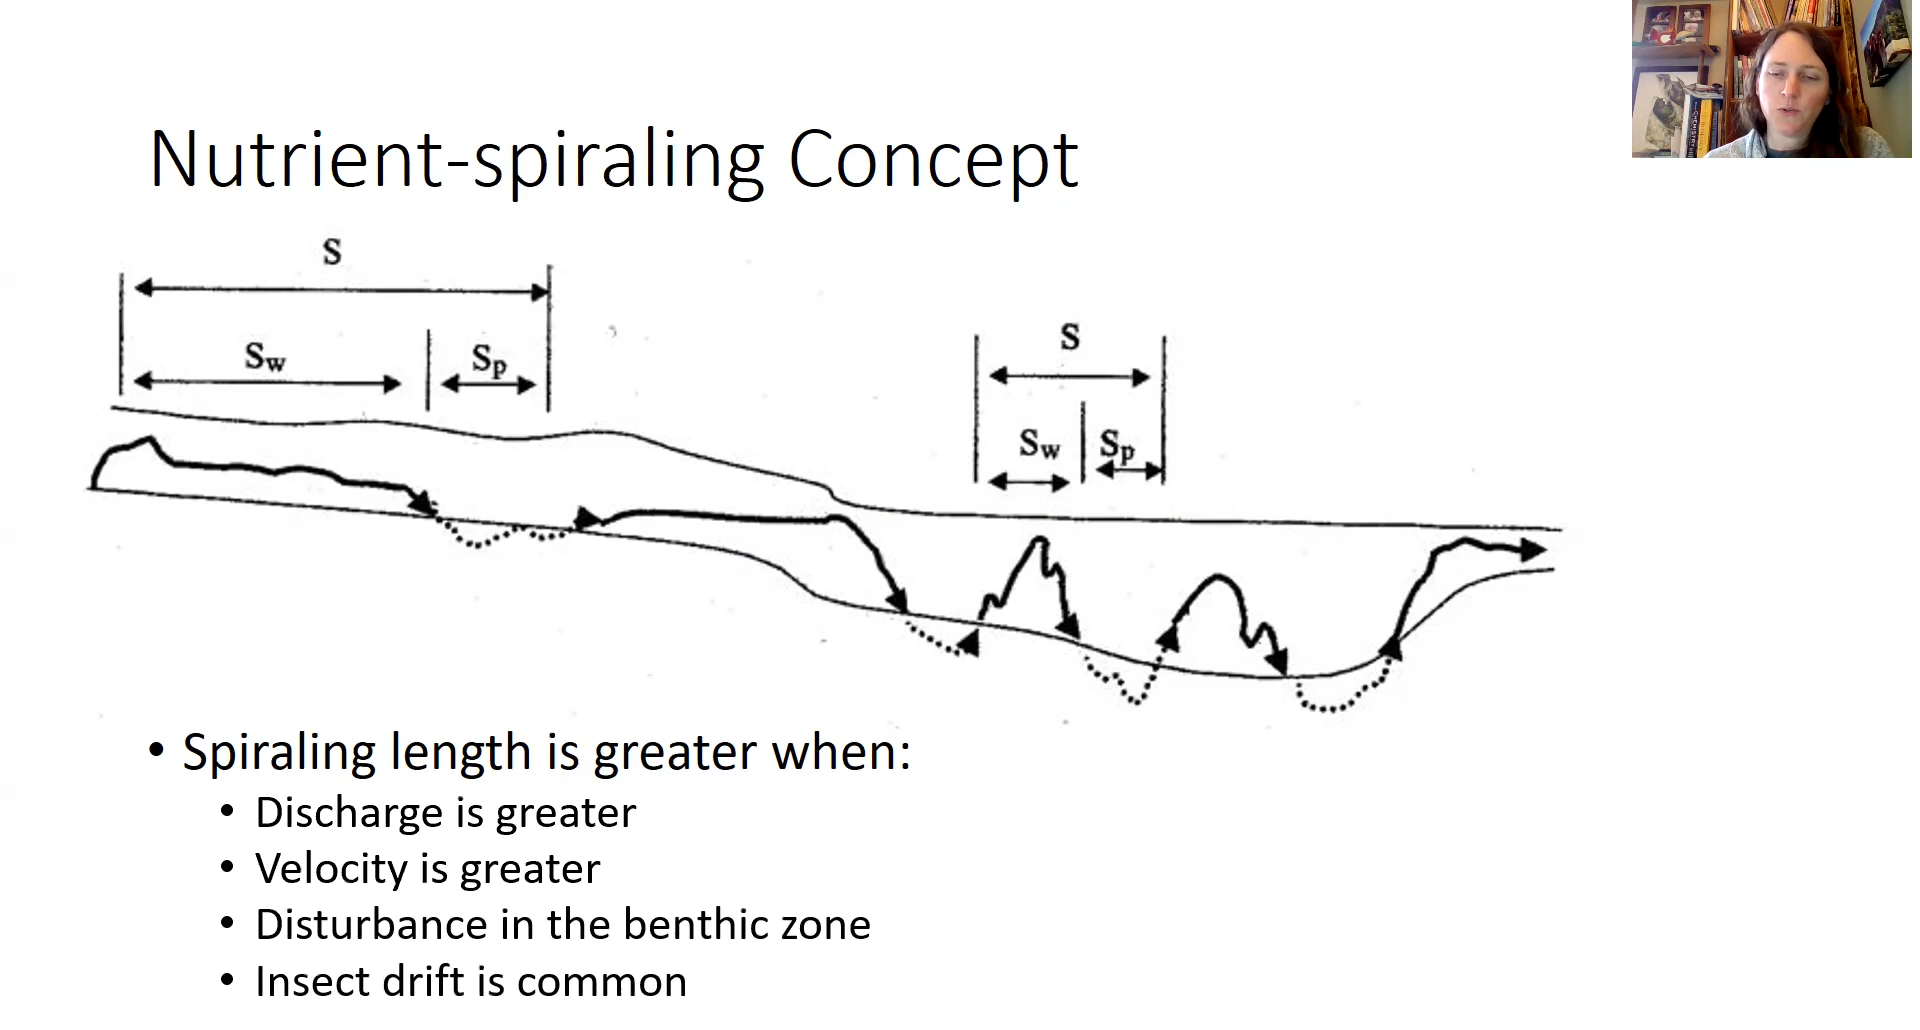 Nutrient-spiraling Concept
S
Sw
Sp
S
Sw
Sp
• Spiraling length is greater when:
• Discharge is greater
• Velocity is greater
• Disturbance in the benthic zone
• Insect drift is common